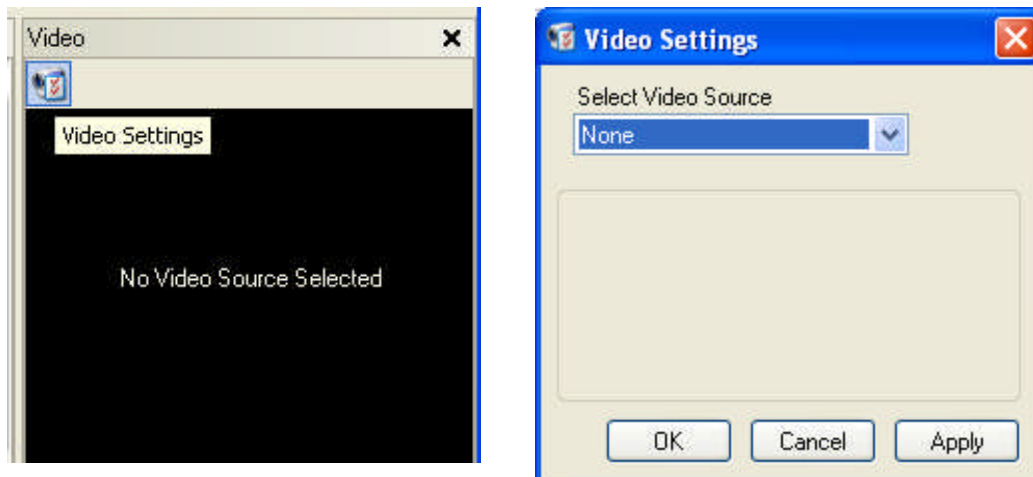 Video
Video Settings
No Video Source Selected
Video Settings
Select Video Source
None
OK Cancel Apply